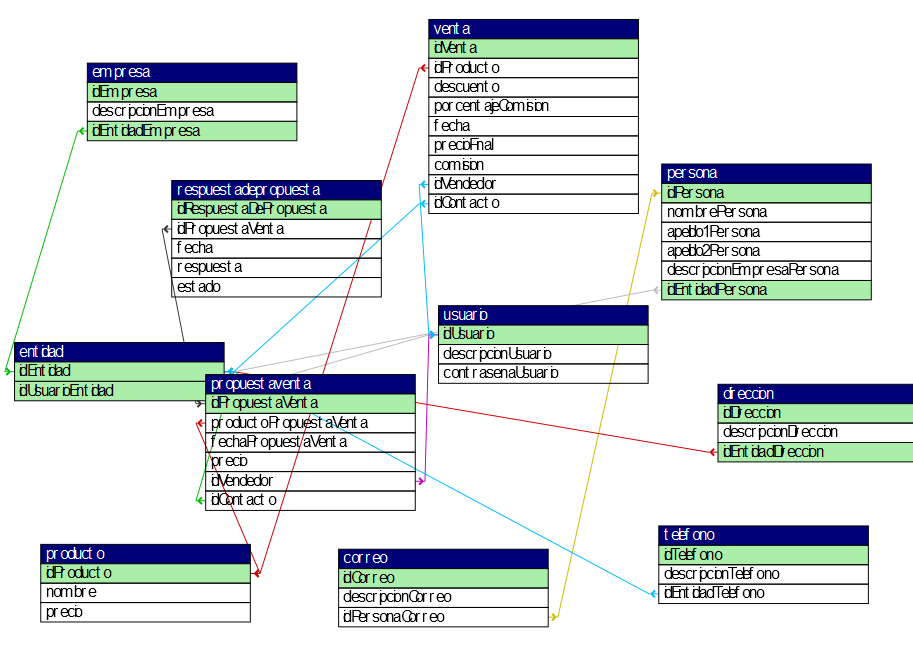 venta
idVenta
idProducto
descuento
porcentajeComision
fecha
precioFinal
comision
idVendedor
idContacto
empresa
idEmpresa
descripcionEmpresa
idEntidadEmpresa
persona
idPersona
nombrePersona
apellido1Persona
apellido2Persona
descripcionEmpresaPersona
idEntidadPersona
respuestadepropuesta
idRespuestaDePropuesta
idPropuestaVenta
fecha
respuesta
estado
usuario
idUsuario
descripcionUsuario
contrasenaUsuario
entidad
idEntidad
idUsuarioEntidad
propuestaventa
idPropuestaVenta
productoPropuestaVenta
fechaPropuestaVenta
precio
idVendedor
idContacto
direccion
idDireccion
descripcionDireccion
idEntidadDireccion
telefono
idTelefono
descripcionTelefono
idEntidadTelefono
producto
idProducto
nombre
precio
correo
idCorreo
descripcionCorreo
idPersonaCorreo